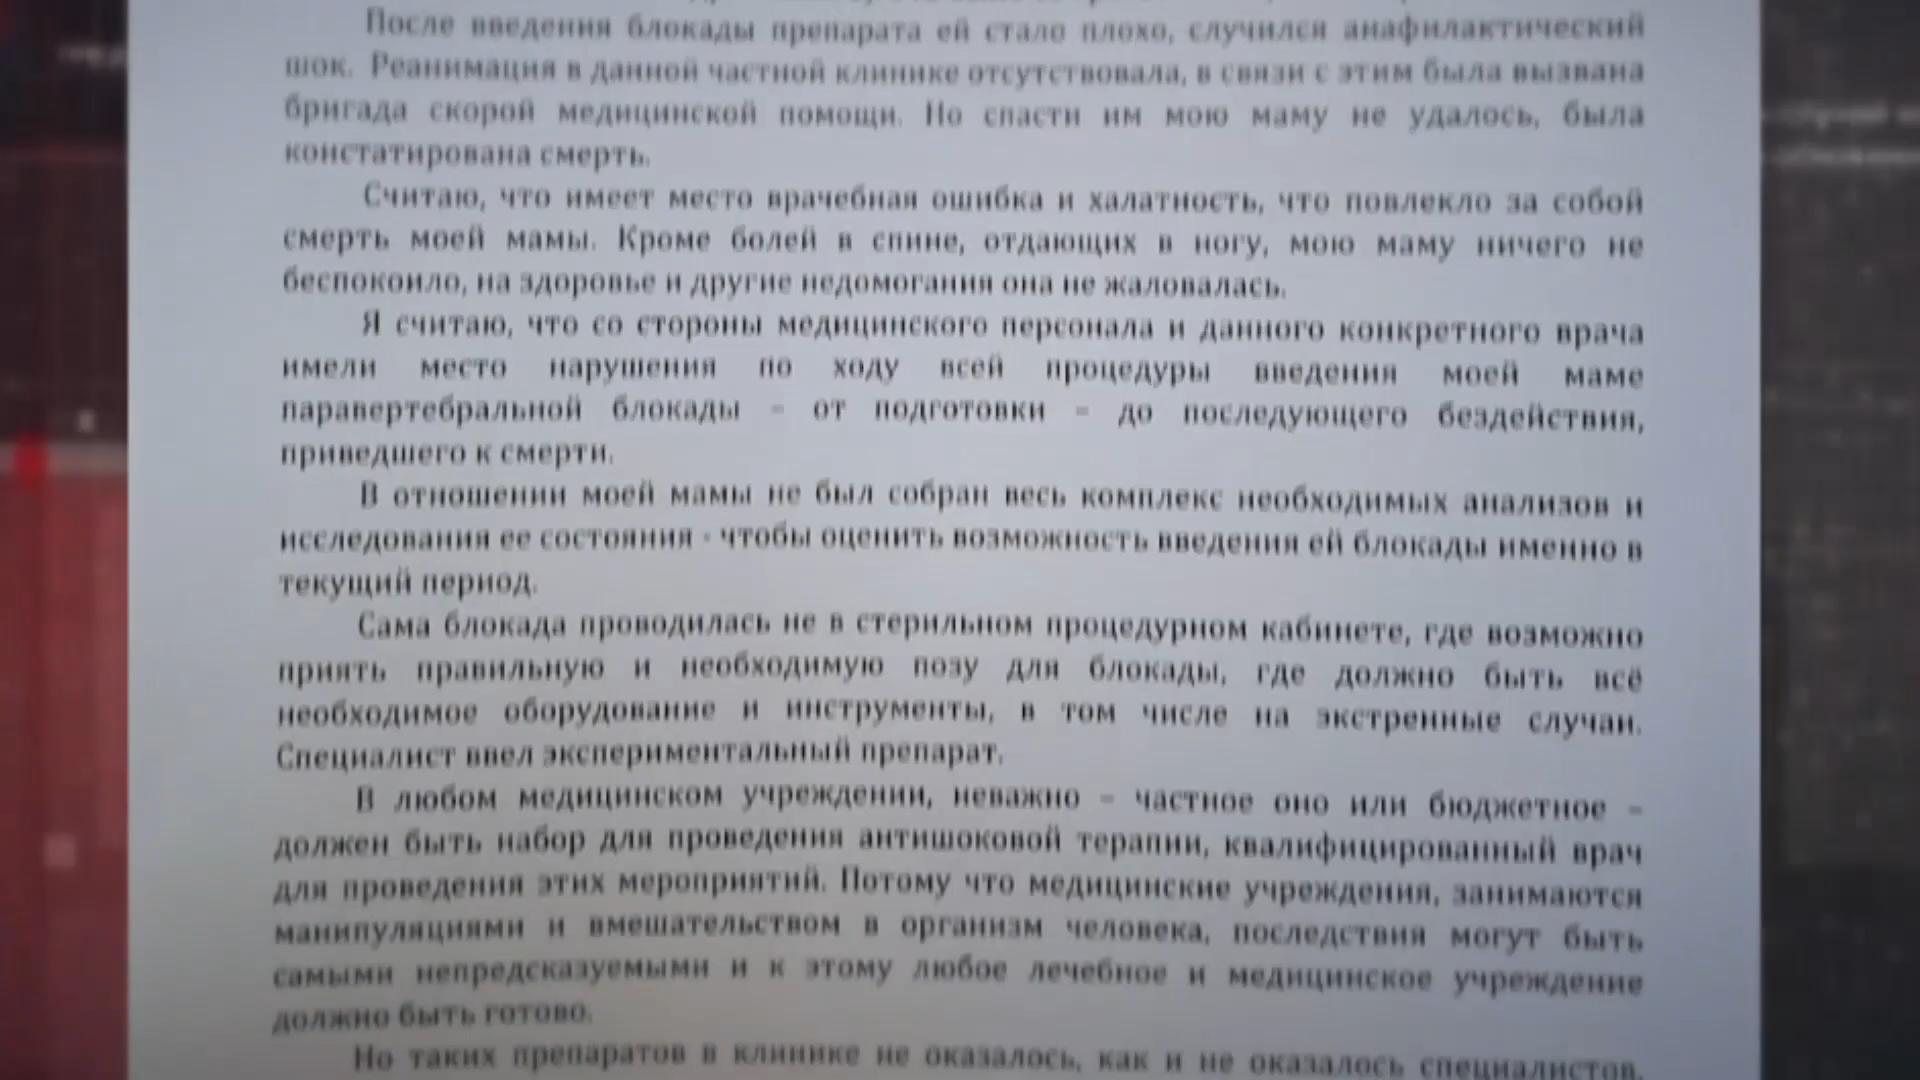 После введения блокады препарата ей стало плохо, случился анафилактический
шок. Реанимация в данной частной клинике отсутствовала, в связи с этим была вызвана
бригада скорой медицинской помощи. Но спасти им мою маму не удалось, была
констатирована смерть.
Считаю, что имеет место врачебная ошибка и халатность, что повлекло за собой
смерть моей мамы. Кроме болей в спине, отдающих в ногу, мою маму ничего не
беспокоило, на здоровье и другие недомогания она не жаловалась.
Я считаю, что со стороны медицинского персонала и данного конкретного врача
имели место нарушения по ходу всей процедуры введения моей маме
паравертебральной блокады – от подготовки – до последующего бездействия,
приведшего к смерти.
В отношении моей мамы не был собран весь комплекс необходимых анализов и
исследования ее состояния - чтобы оценить возможность введения ей блокады именно в
текущий период.
Сама блокада проводилась не в стерильном процедурном кабинете, где возможно
приять правильную и необходимую позу для блокады, где должно быть всё
необходимое оборудование и инструменты, в том числе на экстренные случаи.
Специалист ввел экспериментальный препарат.
В любом медицинском учреждении, неважно – частное оно или бюджетное –
должен быть набор для проведения антишоковой терапии, квалифицированный врач
для проведения этих мероприятий. Потому что медицинские учреждения, занимаются
манипуляциями и вмешательством в организм человека, последствия могут быть
самыми непредсказуемыми и к этому любое лечебное и медицинское учреждение
должно быть готово.
Но таких препаратов в клинике не оказалось, как и не оказалось специалистов,